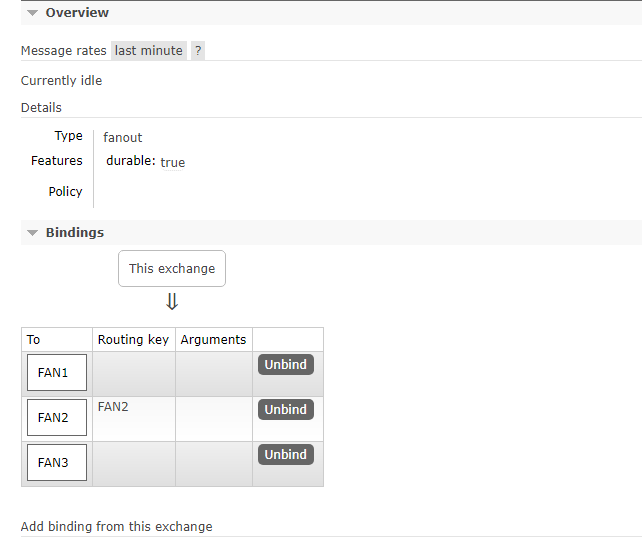 Overview
Message rates last minute ?
Currently idle
Details
Type fanout
Features durable: true
Policy
Bindings
This exchange
⇓
To Routing key Arguments
FAN1 Unbind
FAN2 FAN2 Unbind
FAN3 Unbind
Add binding from this exchange